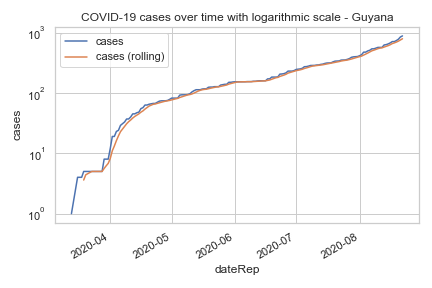 COVID-19 cases over time with logarithmic scale - Guyana
10³
cases
cases (rolling)
10²
10¹
10⁰
cases
2020-04
2020-05
2020-06
2020-07
2020-08
dateRep